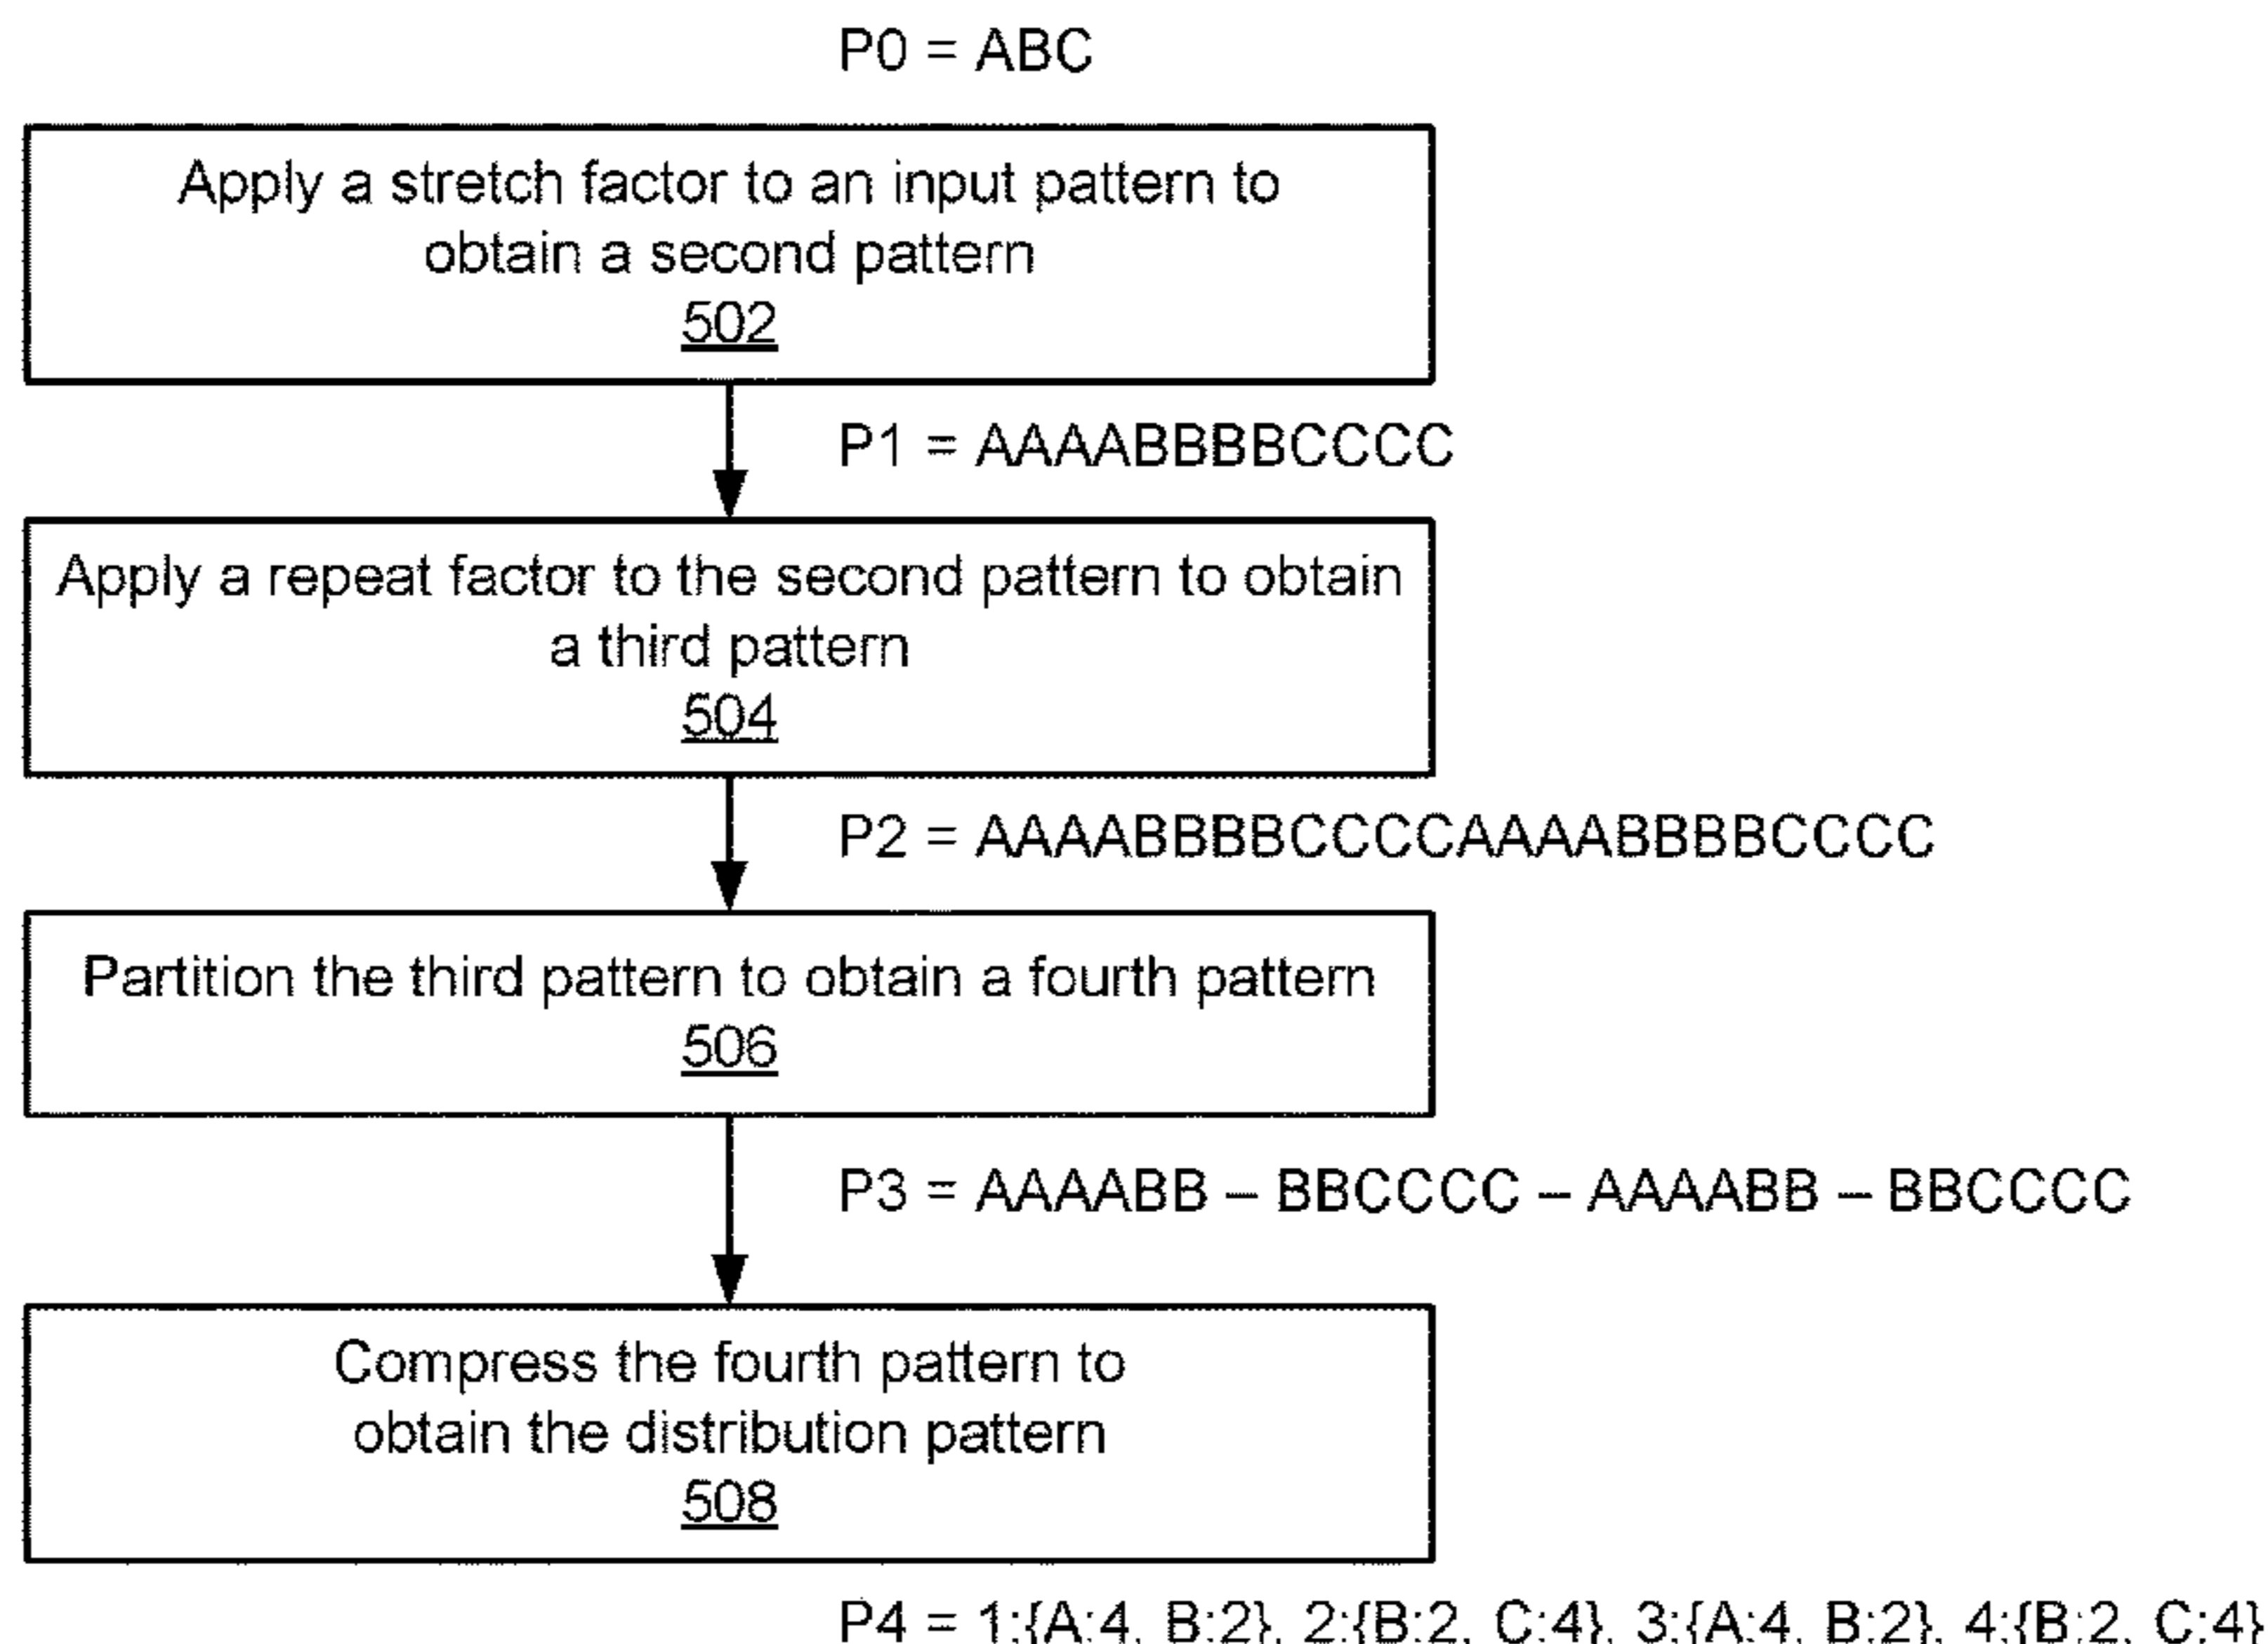 P0 = ABC
Apply a stretch factor to an input pattern to
obtain a second pattern
502
P1 = AAAABBBBCCCC
Apply a repeat factor to the second pattern to obtain
a third pattern
504
P2 = AAAABBBBCCCCAAAABBBBCCCC
Partition the third pattern to obtain a fourth pattern
506
P3 = AAAABB – BBCCCC – AAAABB – BBCCCC
Compress the fourth pattern to
obtain the distribution pattern
508
P4 = 1:{A:4, B:2}, 2:{B:2, C:4}, 3:{A:4, B:2}, 4:{B:2, C:4}